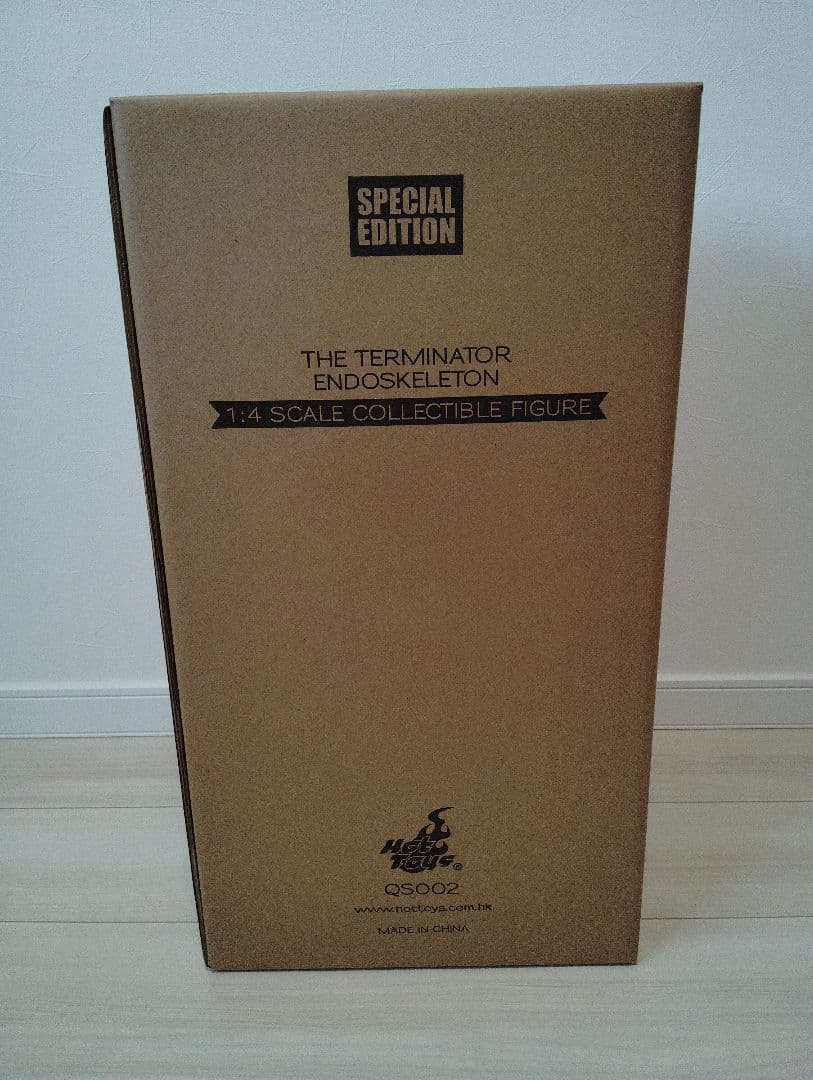 SPECIAL
EDITION
THE TERMINATOR
ENDOSKELETON
1:4 SCALE COLLECTIBLE FIGURE
Hot
Toys®
QS002
www.hottoys.com.hk
MADE IN CHINA